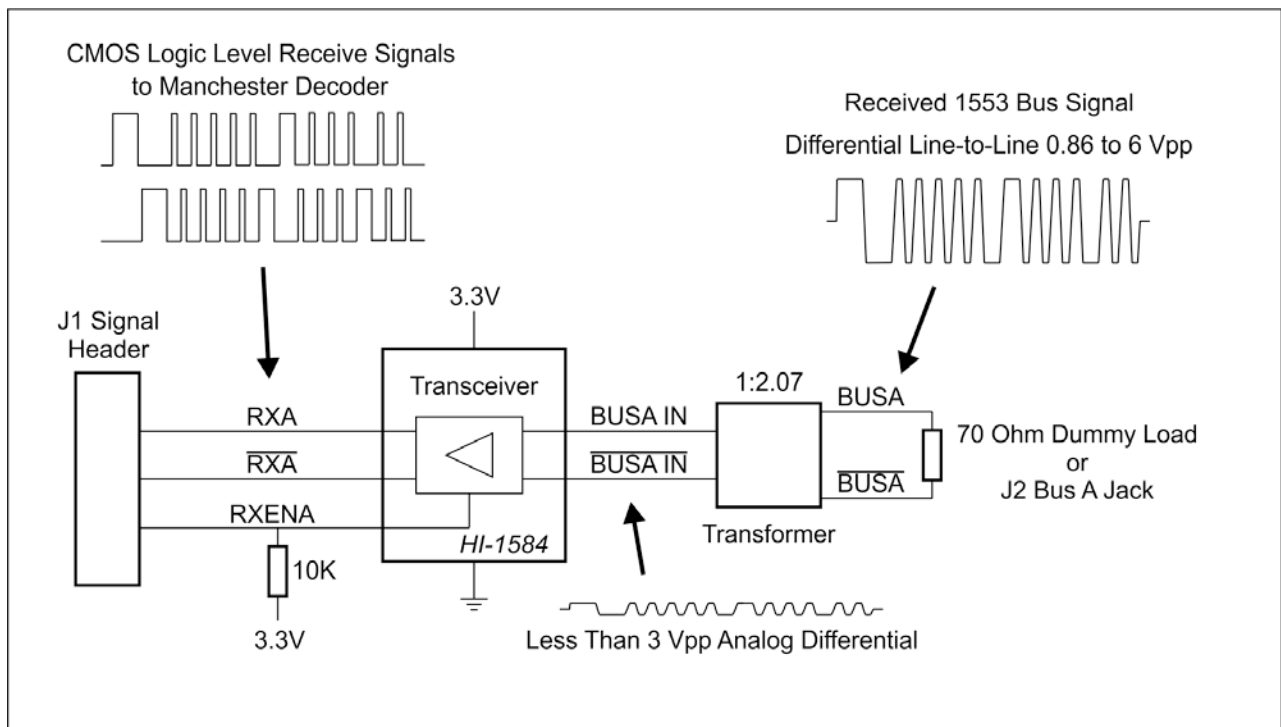 CMOS Logic Level Receive Signals
to Manchester Decoder
Received 1553 Bus Signal
Differential Line-to-Line 0.86 to 6 Vpp
J1 Signal
Header
3.3V
Transceiver
1:2.07
RXA
RXA
RXENA
10K
3.3V
HI-1584
BUSA IN
BUSA IN
Transformer
BUSA
BUSA
70 Ohm Dummy Load
or
J2 Bus A Jack
Less Than 3 Vpp Analog Differential